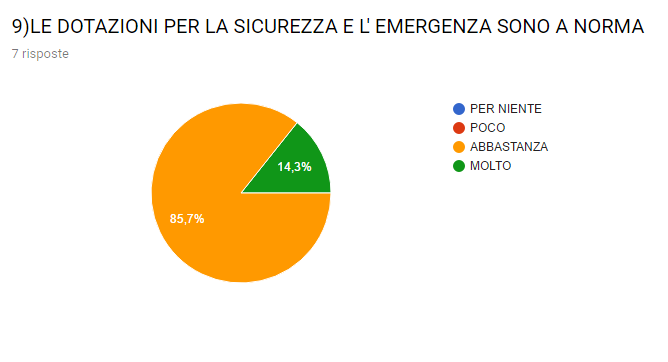 9)LE DOTAZIONI PER LA SICUREZZA E L' EMERGENZA SONO A NORMA
7 risposte
PER NIENTE
POCO
ABBASTANZA
MOLTO
14,3%
85,7%